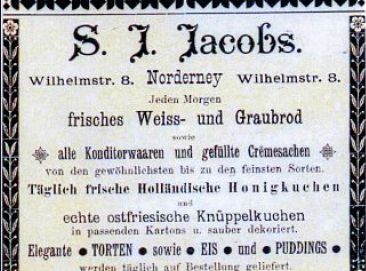 S. J. Jacobs.
Wilhelmstr. 8. Norderney Wilhelmstr. 8.
Jeden Morgen
frisches Weiss- und Graubrod
sowie
alle Konditorwaaren und gefüllte Crêmesachen
von den gewöhnlichsten bis zu den feinsten Sorten.
Täglich frische Holländische Honigkuchen
und
echte ostfriesische Knüppelkuchen
in passenden Kartons u. sauber dekoriert.
Elegante • TORTEN • sowie • EIS • und • PUDDINGS •
werden täglich auf Bestellung geliefert.